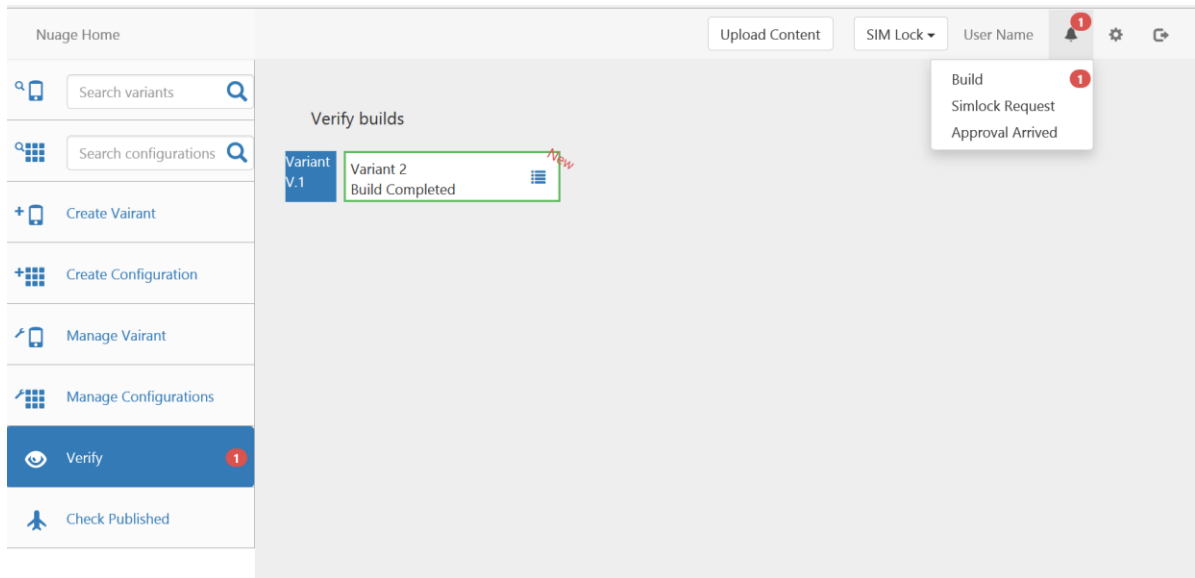 Nuage Home
Upload Content
SIM Lock
User Name
1
Build
1
Simlock Request
Approval Arrived
Search variants
Search configurations
Create Vairant
Create Configuration
Manage Vairant
Manage Configurations
Verify
1
Check Published
Verify builds
Variant
V.1
Variant 2
Build Completed
New